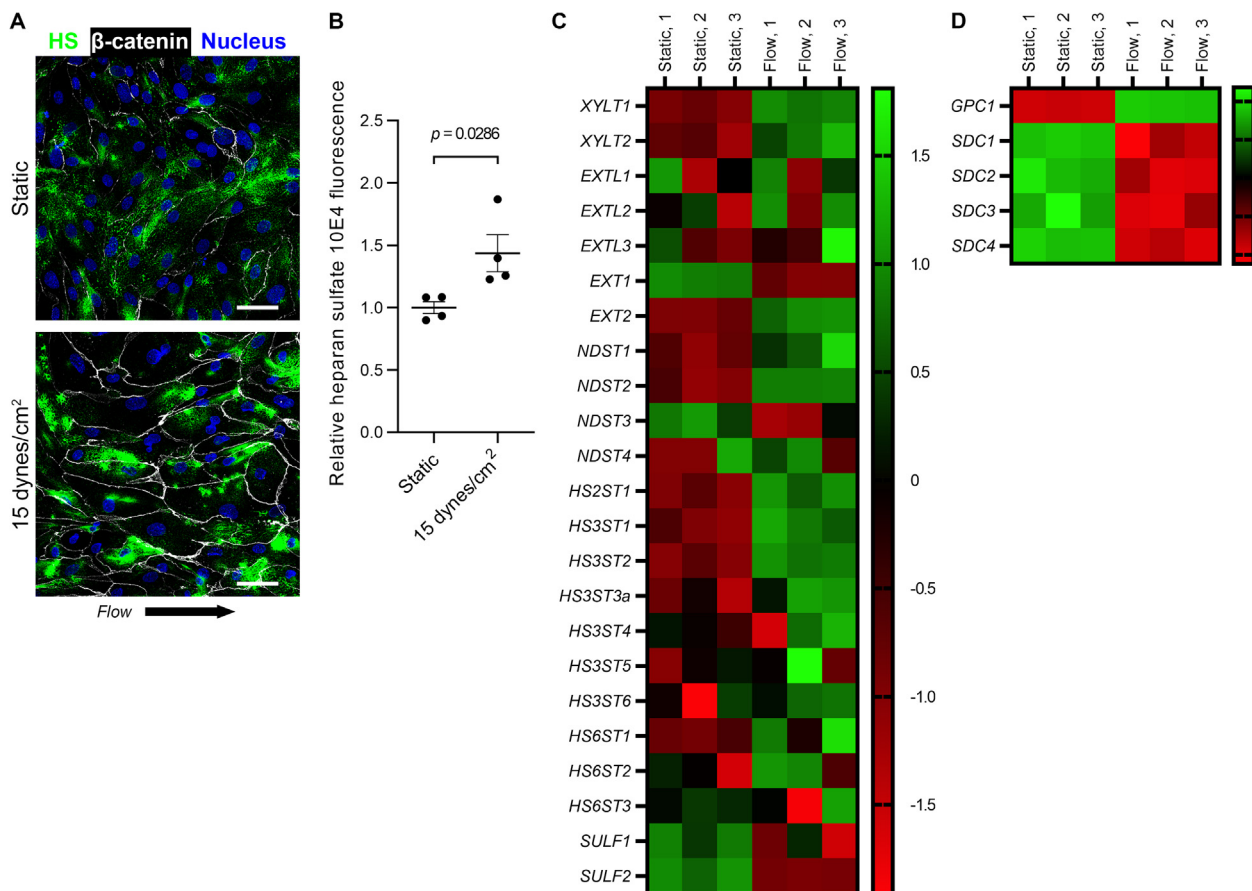 A
HS β-catenin Nucleus
Static
15 dynes/cm²
Flow
B
Relative heparan sulfate 10E4 fluorescence
2.5
2.0
1.5
1.0
0.5
0.0
p = 0.0286
Static
15 dynes/cm²
C
Static, 1
Static, 2
Static, 3
Flow, 1
Flow, 2
Flow, 3
XYLT1
XYLT2
EXTL1
EXTL2
EXTL3
EXT1
EXT2
NDST1
NDST2
NDST3
NDST4
HS2ST1
HS3ST1
HS3ST2
HS3ST3a
HS3ST4
HS3ST5
HS3ST6
HS6ST1
HS6ST2
HS6ST3
SULF1
SULF2
1.5
1.0
0.5
0
-0.5
-1.0
-1.5
D
Static, 1
Static, 2
Static, 3
Flow, 1
Flow, 2
Flow, 3
GPC1
SDC1
SDC2
SDC3
SDC4